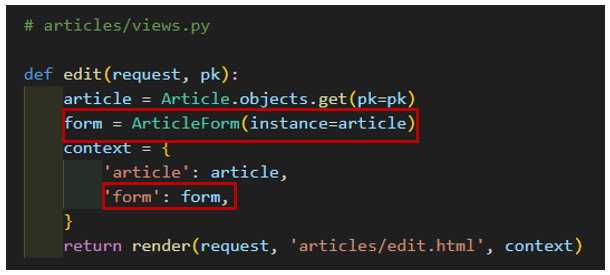 # articles/views.py
def edit(request, pk):
    article = Article.objects.get(pk=pk)
    form = ArticleForm(instance=article)
    context = {
        'article': article,
        'form': form,
    }
    return render(request, 'articles/edit.html', context)